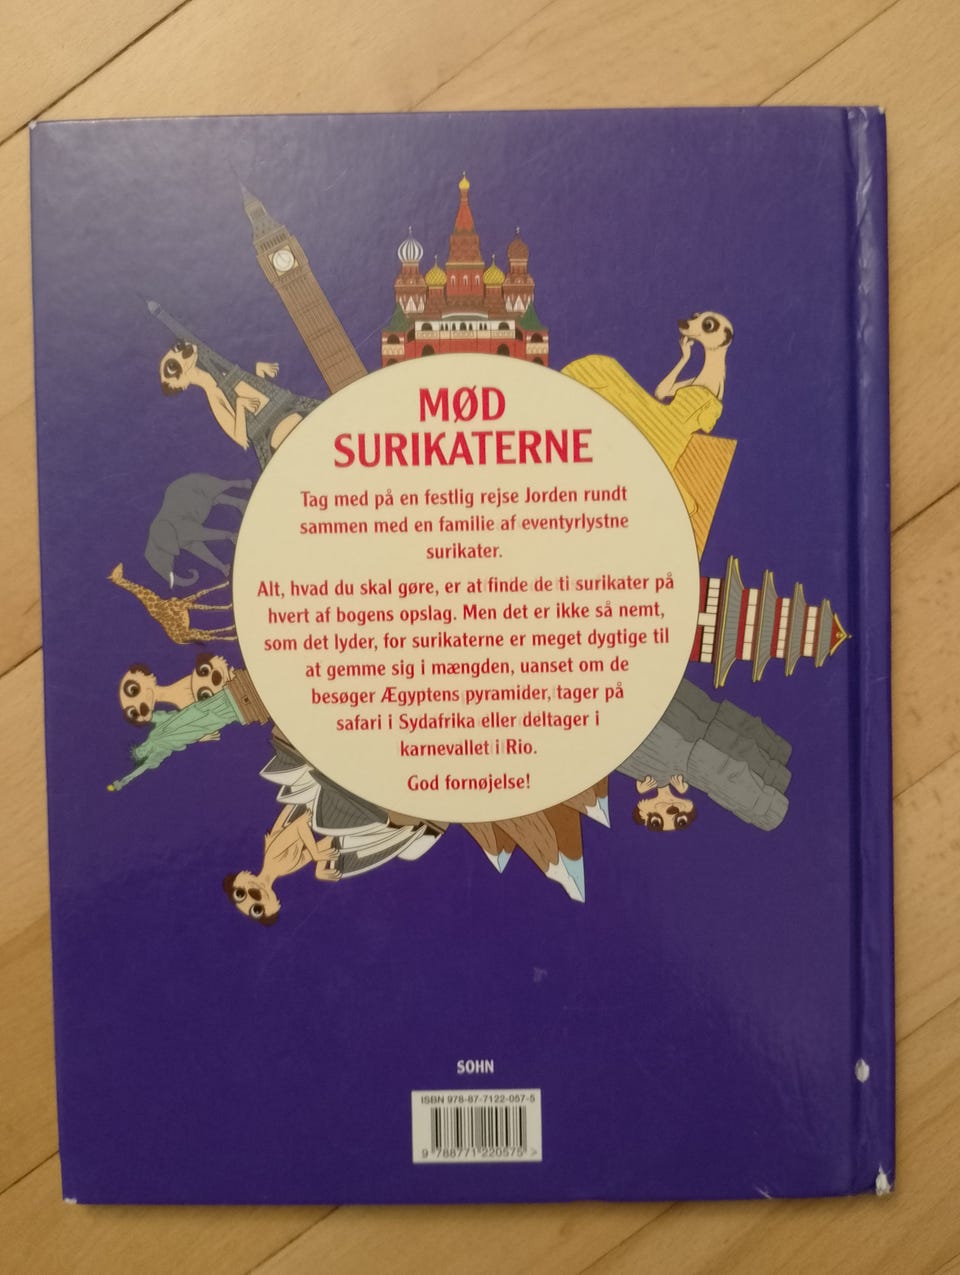 MØD
SURIKATERNE
Tag med på en festlig rejse Jorden rundt
sammen med en familie af eventyrlystne
surikater.
Alt, hvad du skal gøre, er at finde de ti surikater på
hvert af bogens opslag. Men det er ikke så nemt,
som det lyder, for surikaterne er meget dygtige til
at gemme sig i mængden, uanset om de
besøger Ægyptens pyramider, tager på
safari i Sydafrika eller deltager i
karnevallet i Rio.
God fornøjelse!
SOHN
ISBN 978-87-7122-057-5
9 788771 220575 >